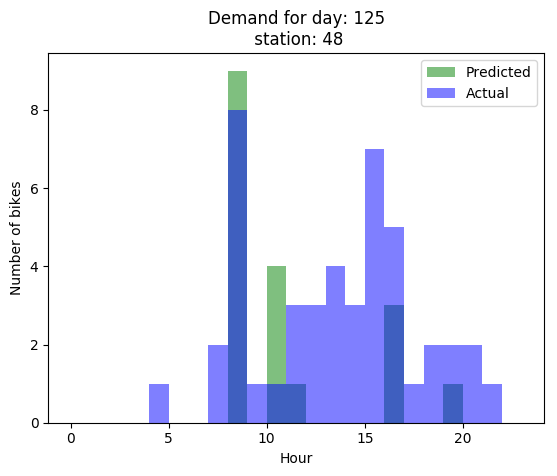 Demand for day: 125
station: 48
Predicted
Actual
Number of bikes
8
6
4
2
0
0
5
10
15
20
Hour